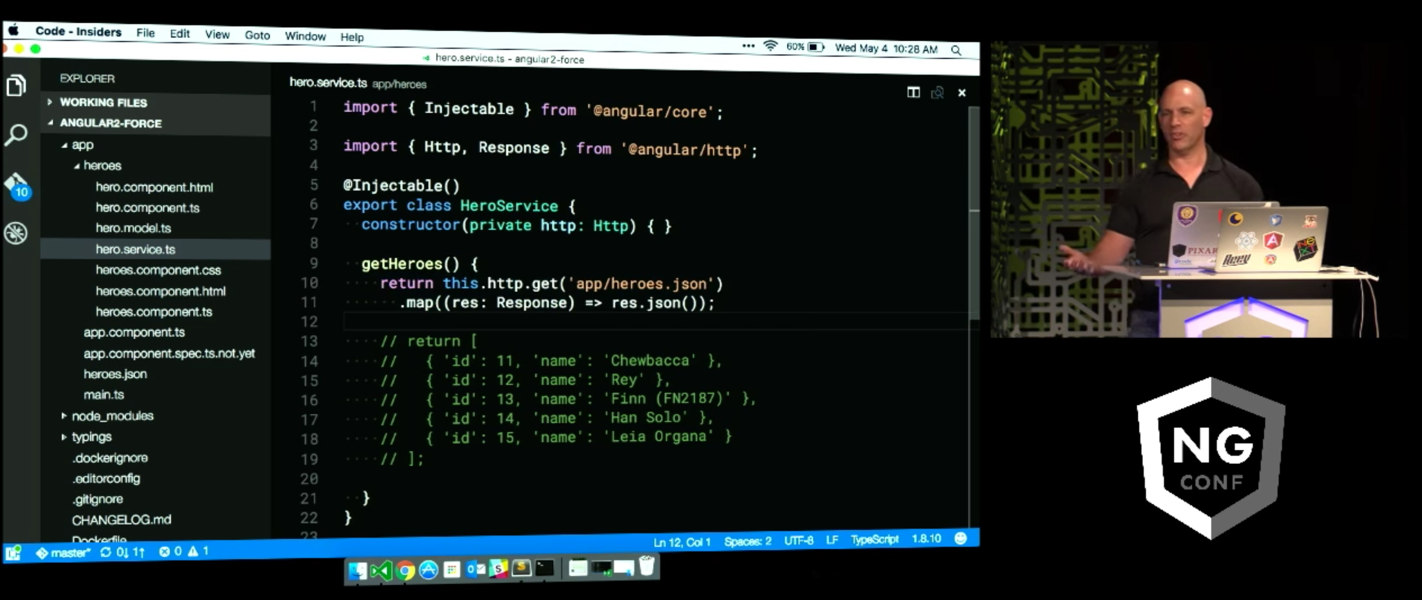 Code - Insiders File Edit View Goto Window Help
60% Wed May 4 10:28 AM
hero.service.ts - angular2-force
EXPLORER
WORKING FILES
ANGULAR2-FORCE
app
heroes
hero.component.html
hero.component.ts
hero.model.ts
hero.service.ts
heroes.component.css
heroes.component.html
heroes.component.ts
app.component.ts
app.component.spec.ts.not.yet
heroes.json
main.ts
node_modules
typings
.dockerignore
.editorconfig
.gitignore
CHANGELOG.md
Dockerfile
10
hero.service.ts app/heroes
1 import { Injectable } from '@angular/core';
2
3 import { Http, Response } from '@angular/http';
4
5 @Injectable()
6 export class HeroService {
7 constructor(private http: Http) { }
8
9 getHeroes() {
10 return this.http.get('app/heroes.json')
11 .map((res: Response) => res.json());
12
13 // return [
14 // { 'id': 11, 'name': 'Chewbacca' },
15 // { 'id': 12, 'name': 'Rey' },
16 // { 'id': 13, 'name': 'Finn (FN2187)' },
17 // { 'id': 14, 'name': 'Han Solo' },
18 // { 'id': 15, 'name': 'Leia Organa' }
19 // ];
20
21 }
22 }
23
master* 0↓ 1↑ 0 1
Ln 12, Col 1 Spaces: 2 UTF-8 LF TypeScript 1.8.10
PIXAR
NG
CONF